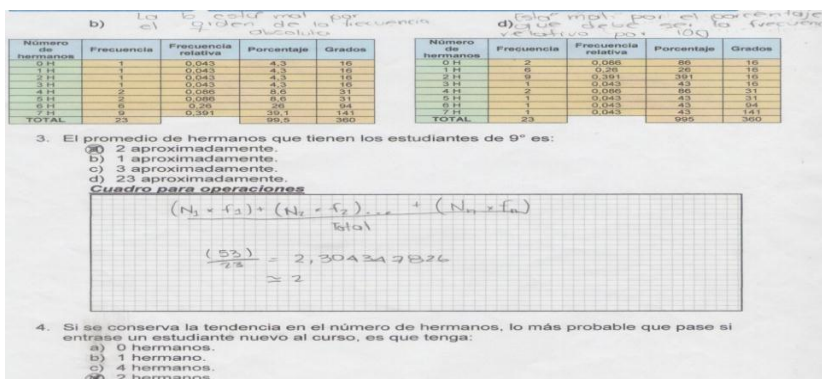 La b esta mal por
b) el orden de la frecuencia
absoluta
Número de hermanos Frecuencia Frecuencia relativa Porcentaje Grados
0 H 1 0,043 4,3 16
1 H 1 0,043 4,3 16
2 H 1 0,043 4,3 16
3 H 1 0,043 4,3 16
4 H 2 0,086 8,6 31
5 H 2 0,086 8,6 31
6 H 6 0,26 26 94
7 H 9 0,391 39,1 141
TOTAL 23 99,5 360
mal por el porcentaje
d) que debe ser la frecuencia
relativa por 100
Número de hermanos Frecuencia Frecuencia relativa Porcentaje Grados
0 H 2 0,086 86 16
1 H 6 0,26 26 16
2 H 9 0,391 391 16
3 H 1 0,043 43 16
4 H 2 0,086 86 31
5 H 1 0,043 43 31
6 H 1 0,043 43 94
7 H 1 0,043 43 141
TOTAL 23 995 360
3. El promedio de hermanos que tienen los estudiantes de 9° es:
a) 2 aproximadamente.
b) 1 aproximadamente.
c) 3 aproximadamente.
d) 23 aproximadamente.
Cuadro para operaciones
(N₁ × f₁) + (N₂ × f₂) ... + (Nₙ × fₙ)
Total
(53)
23
= 2,304347826
≃ 2
4. Si se conserva la tendencia en el número de hermanos, lo más probable que pase si
entrase un estudiante nuevo al curso, es que tenga:
a) 0 hermanos.
b) 1 hermano.
c) 4 hermanos.
2 hermanos